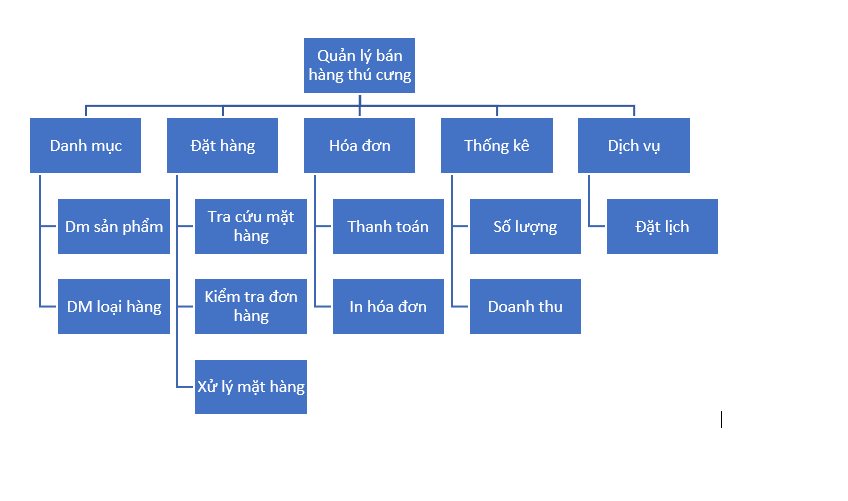 Quản lý bán
hàng thú cưng
Danh mục
Đặt hàng
Hóa đơn
Thống kê
Dịch vụ
Dm sản phẩm
Tra cứu mặt
hàng
Thanh toán
Số lượng
Đặt lịch
DM loại hàng
Kiểm tra đơn
hàng
In hóa đơn
Doanh thu
Xử lý mặt hàng